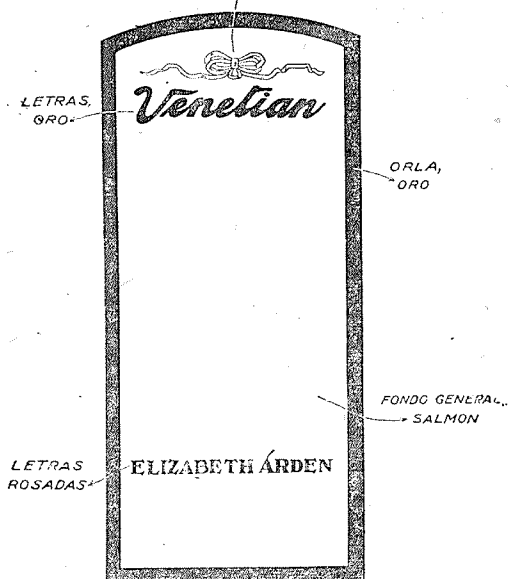 Venetian
LETRAS,
ORO
ORLA,
ORO
FONDO GENERAL,
SALMON
LETRAS
ROSADAS
ELIZABETH ARDEN